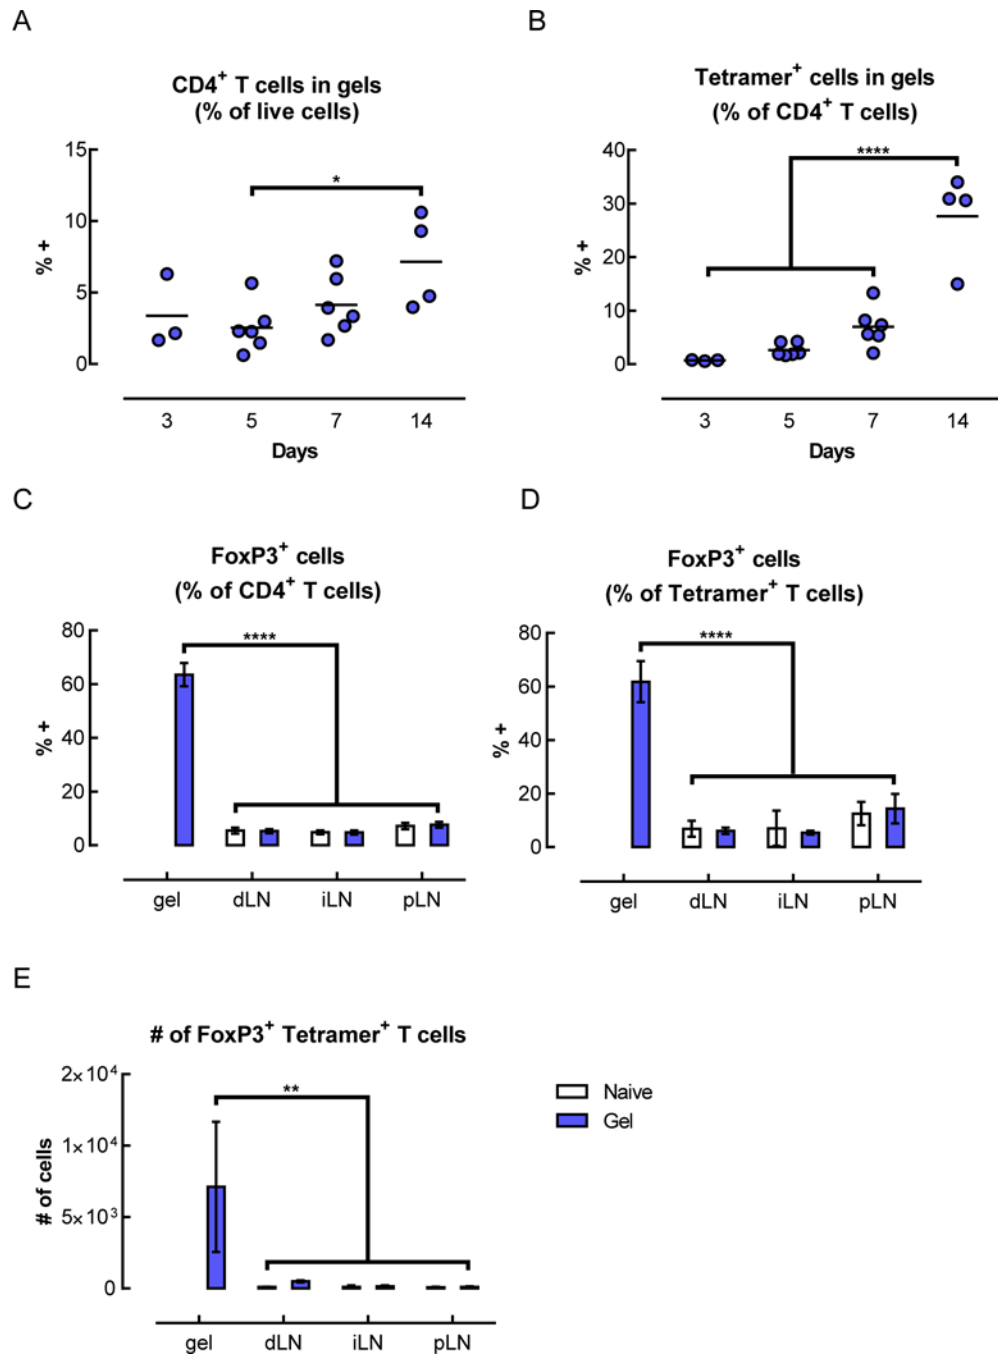 A
CD4⁺ T cells in gels
(% of live cells)
15
10
5
0
% +
*
3 5 7 14
Days
B
Tetramer⁺ cells in gels
(% of CD4⁺ T cells)
40
30
20
10
0
% +
****
3 5 7 14
Days
C
FoxP3⁺ cells
(% of CD4⁺ T cells)
80
60
40
20
0
% +
****
gel dLN iLN pLN
D
FoxP3⁺ cells
(% of Tetramer⁺ T cells)
80
60
40
20
0
% +
****
gel dLN iLN pLN
E
# of FoxP3⁺ Tetramer⁺ T cells
2×10⁴
1×10⁴
5×10³
0
# of cells
**
gel dLN iLN pLN
Naive
Gel